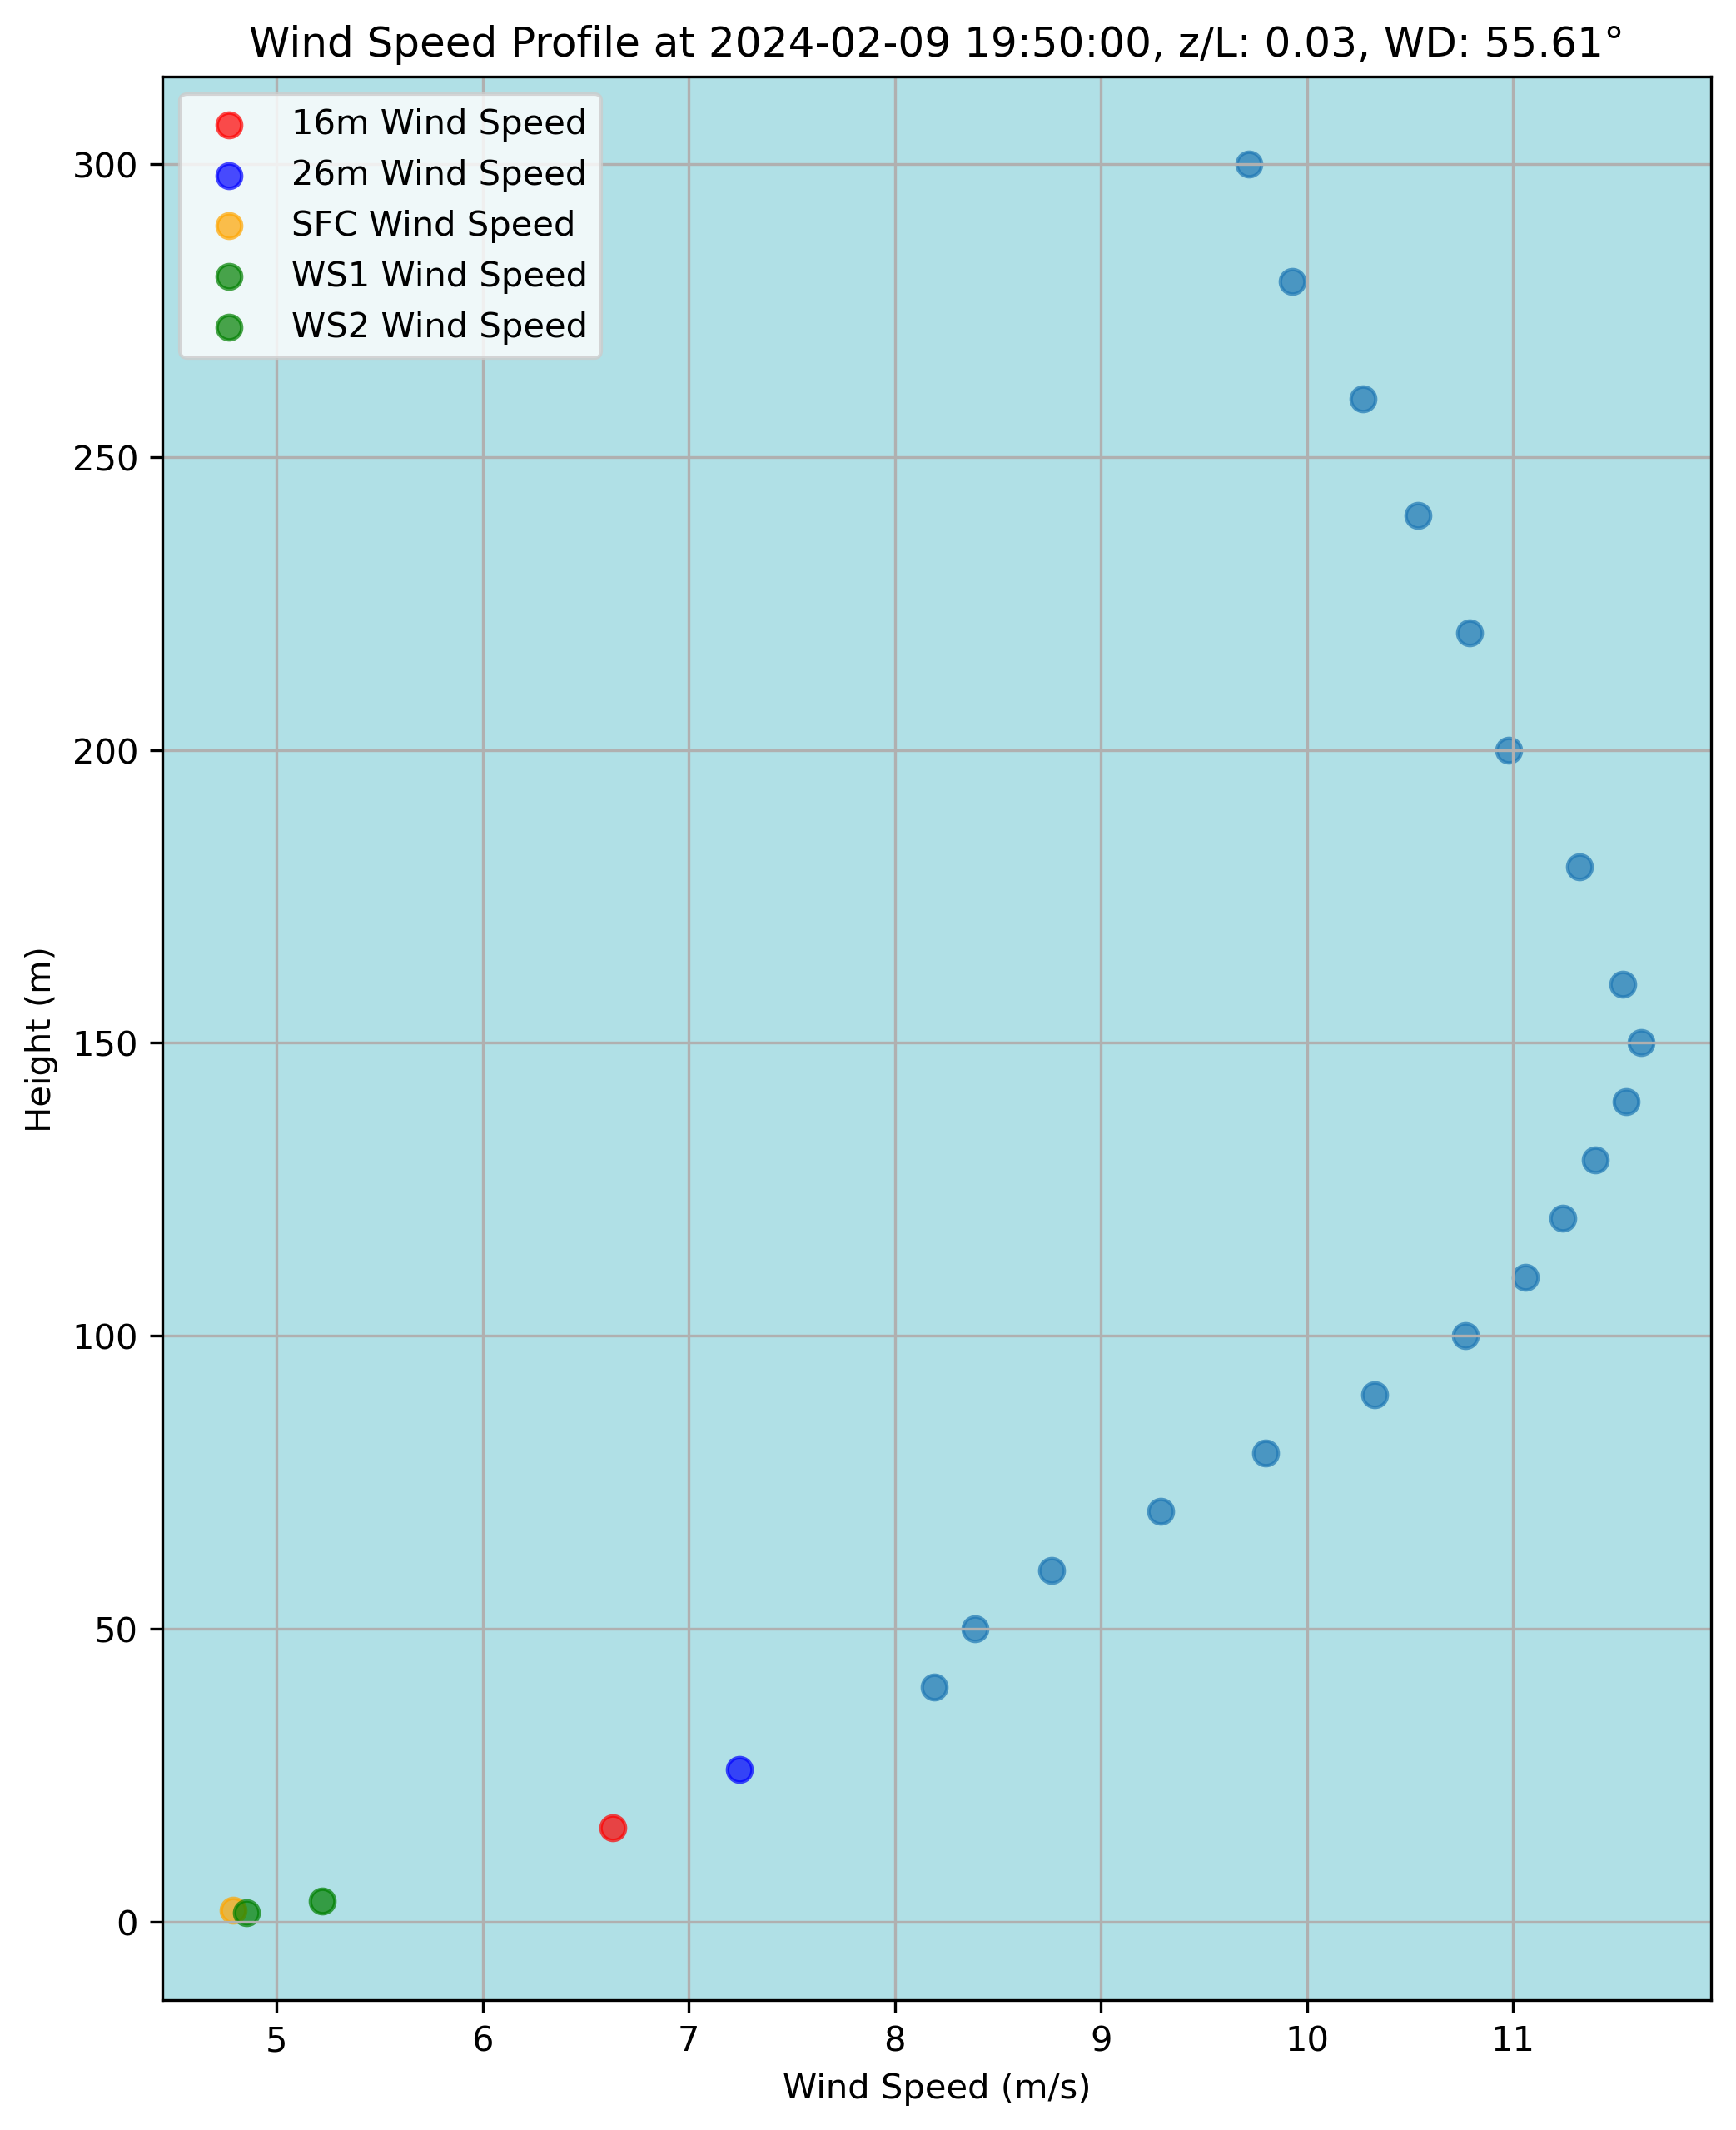 Wind Speed Profile at 2024-02-09 19:50:00, z/L: 0.03, WD: 55.61°
16m Wind Speed
26m Wind Speed
SFC Wind Speed
WS1 Wind Speed
WS2 Wind Speed
Height (m)
300
250
200
150
100
50
0
5 6 7 8 9 10 11
Wind Speed (m/s)